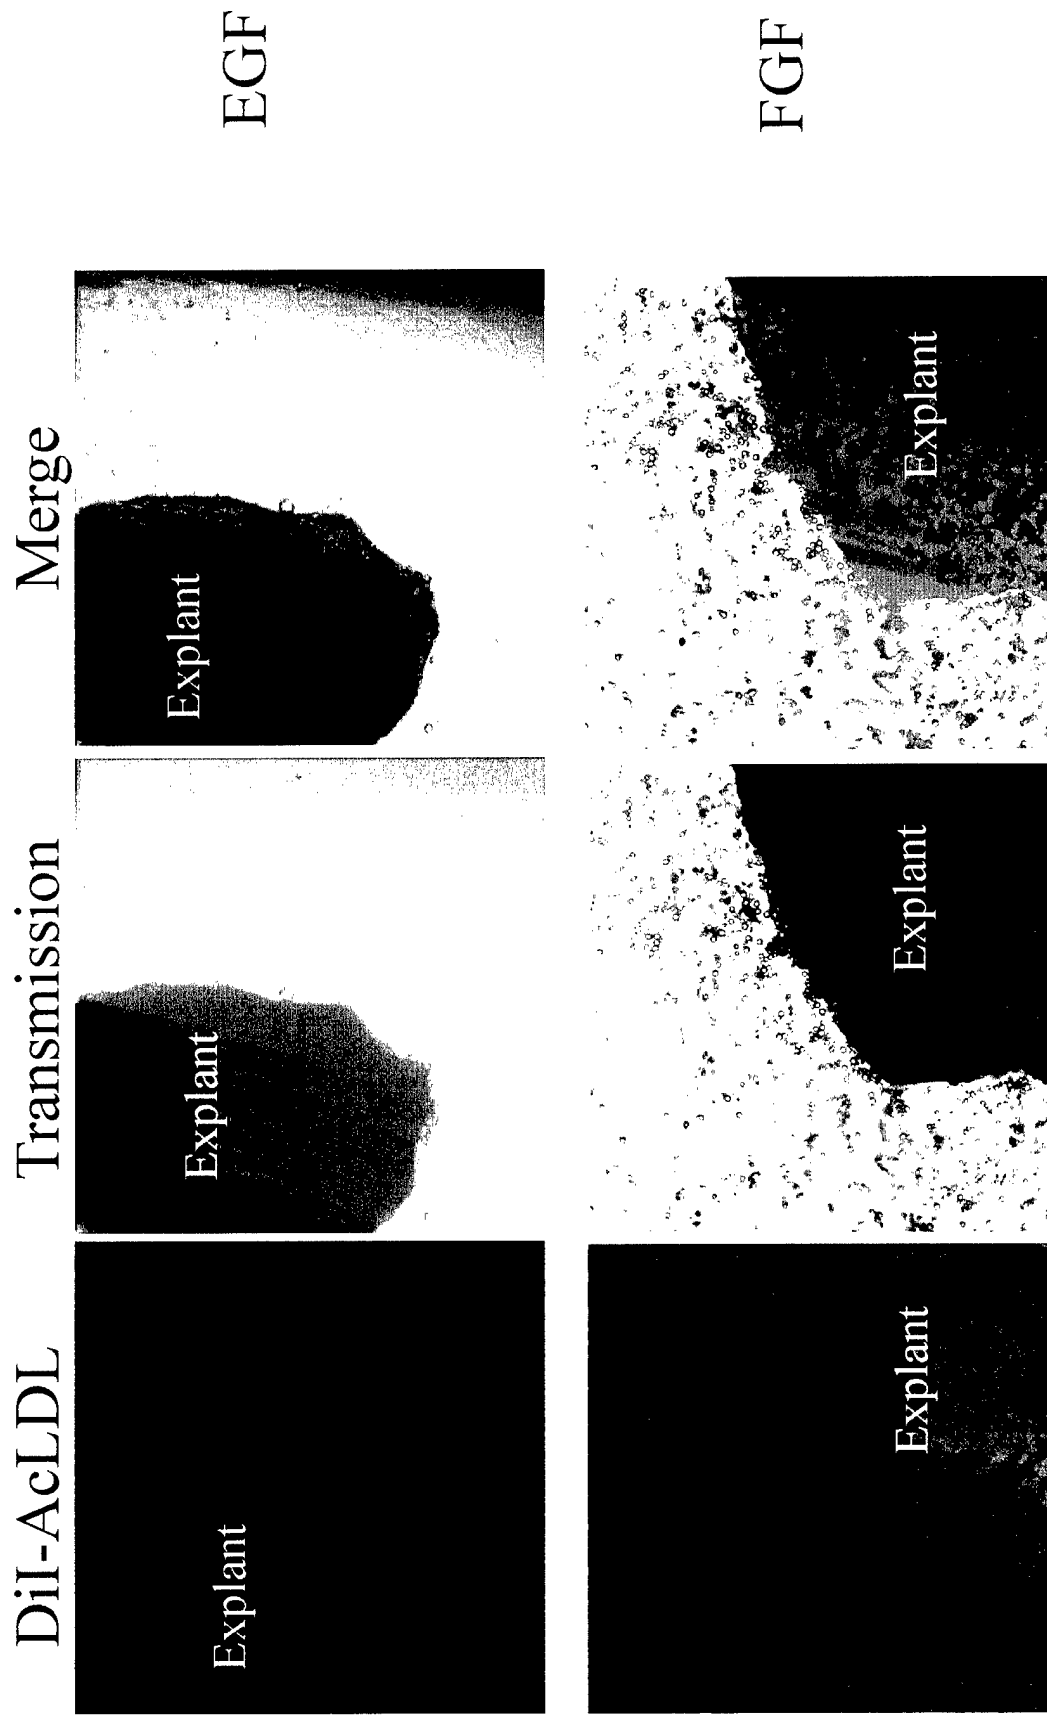 DiI-AcLDL
Transmission
Merge
Explant
Explant
Explant
EGF
Explant
Explant
Explant
FGF